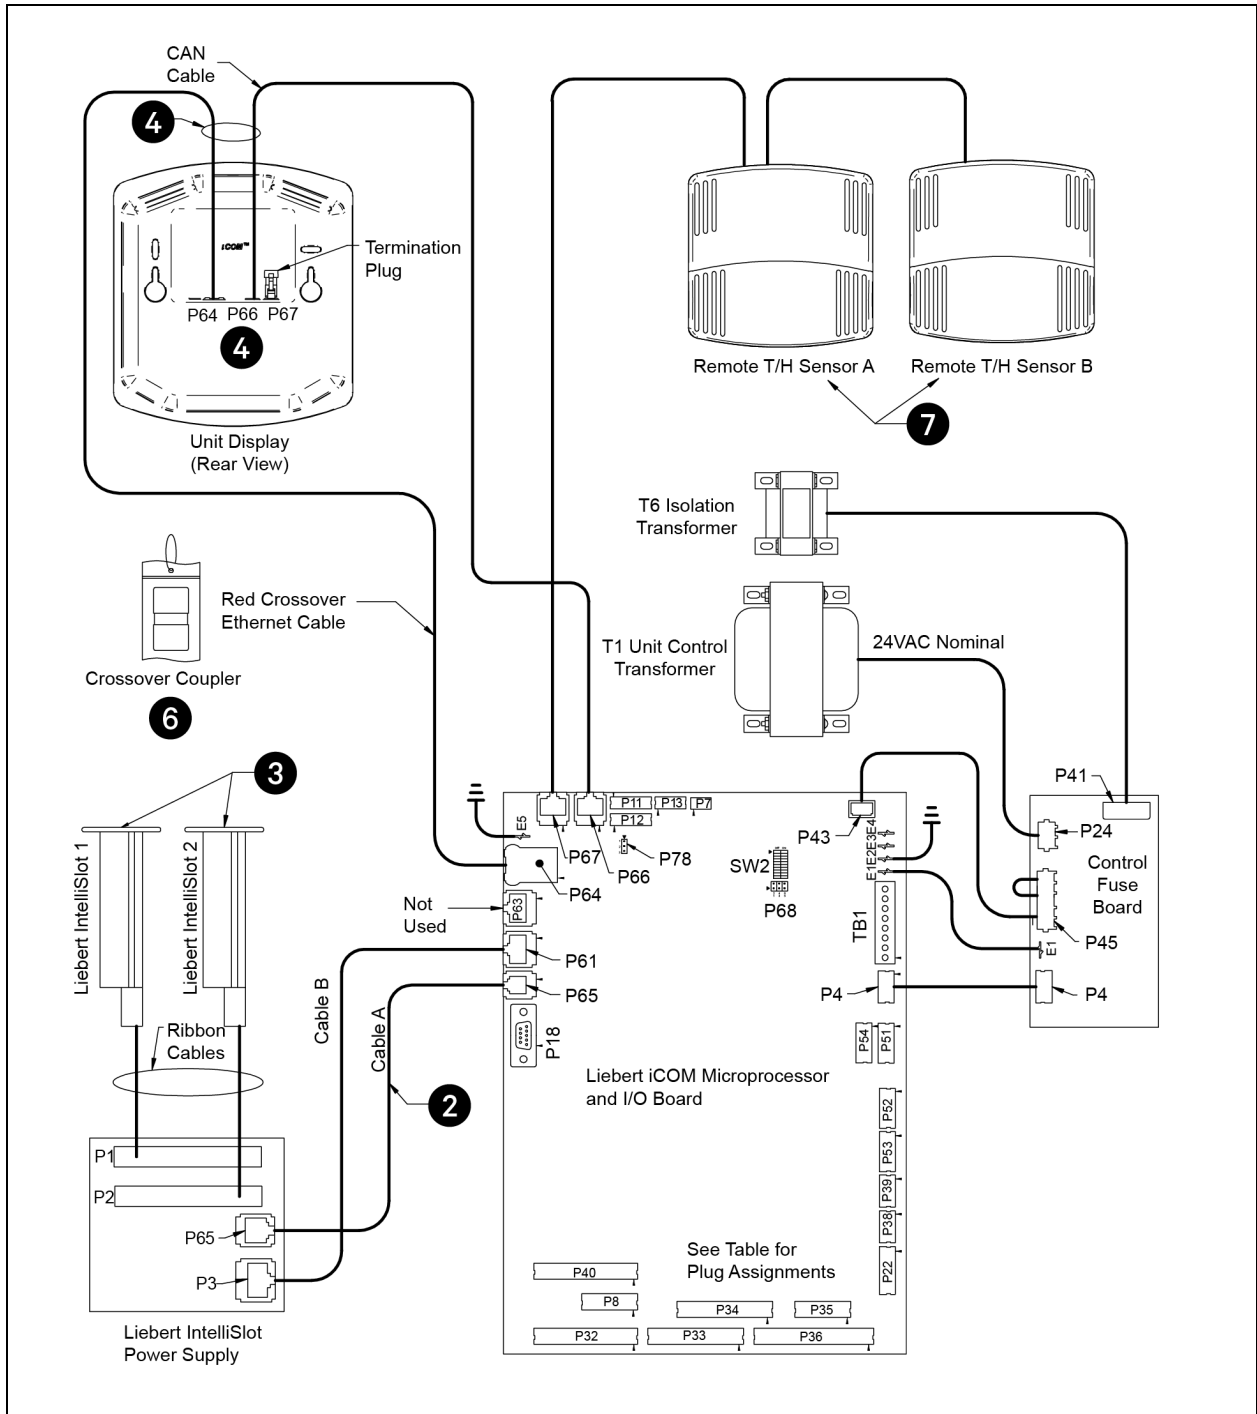 CAN
Cable
4
iCOM™
Termination
Plug
P64 P66 P67
4
Unit Display
(Rear View)
Remote T/H Sensor A
Remote T/H Sensor B
7
T6 Isolation
Transformer
T1 Unit Control
Transformer
24VAC Nominal
Red Crossover
Ethernet Cable
Crossover Coupler
6
3
Liebert IntelliSlot 1
Liebert IntelliSlot 2
Ribbon
Cables
P1
P2
P65
P3
Liebert IntelliSlot
Power Supply
Cable B
Cable A
2
E5
P67
P66
P64
Not
Used
P63
P61
P65
P18
P11
P13
P7
P12
P78
SW2
P68
P43
E1E2E3E4
TB1
P4
P54
P51
Liebert iCOM Microprocessor
and I/O Board
P52
P53
P39
P38
P22
See Table for
Plug Assignments
P40
P8
P34
P35
P32
P33
P36
P41
P24
Control
Fuse
Board
P45
E1
P4